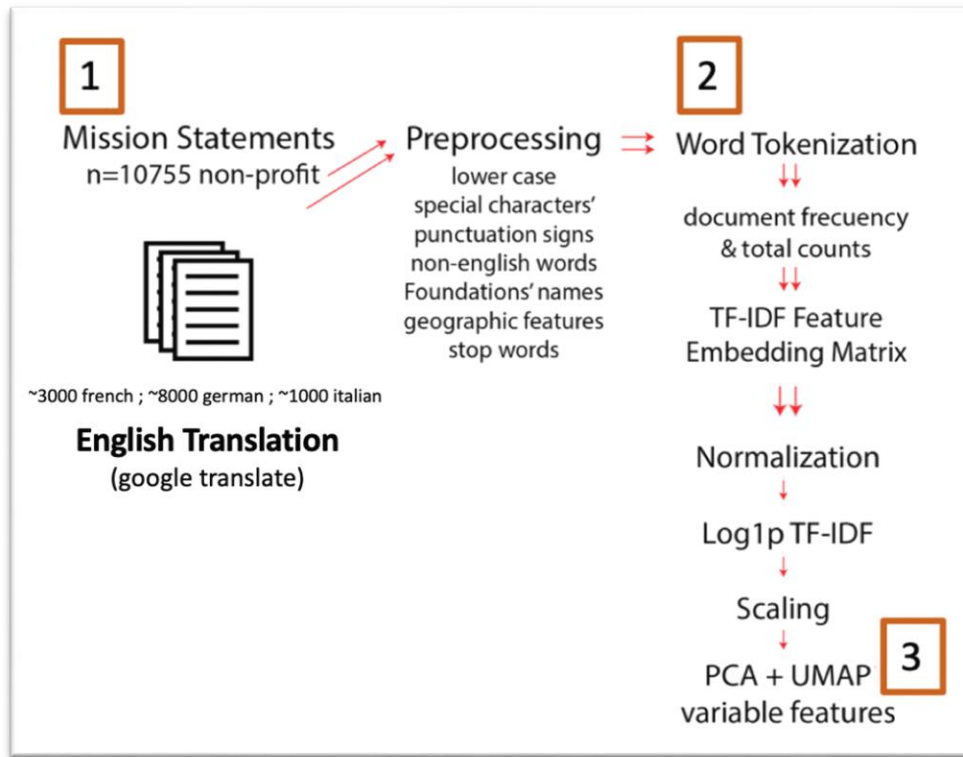 1
Mission Statements
n=10755 non-profit
~3000 french ; ~8000 german ; ~1000 italian
English Translation
(google translate)
Preprocessing
lower case
special characters’
punctuation signs
non-english words
Foundations’ names
geographic features
stop words
2
Word Tokenization
document frecuency
& total counts
TF-IDF Feature
Embedding Matrix
Normalization
Log1p TF-IDF
Scaling
3
PCA + UMAP
variable features